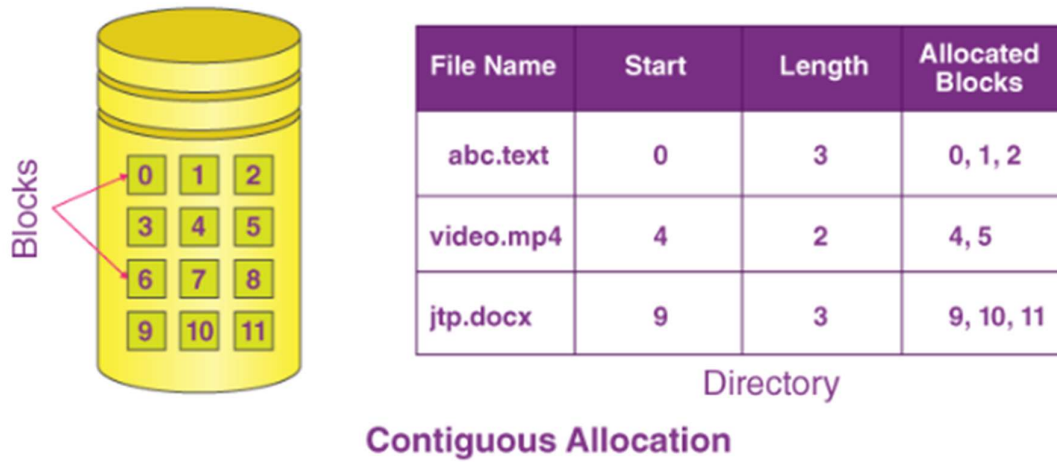 Blocks
0 1 2
3 4 5
6 7 8
9 10 11
File Name Start Length Allocated Blocks
abc.text 0 3 0, 1, 2
video.mp4 4 2 4, 5
jtp.docx 9 3 9, 10, 11
Directory
Contiguous Allocation